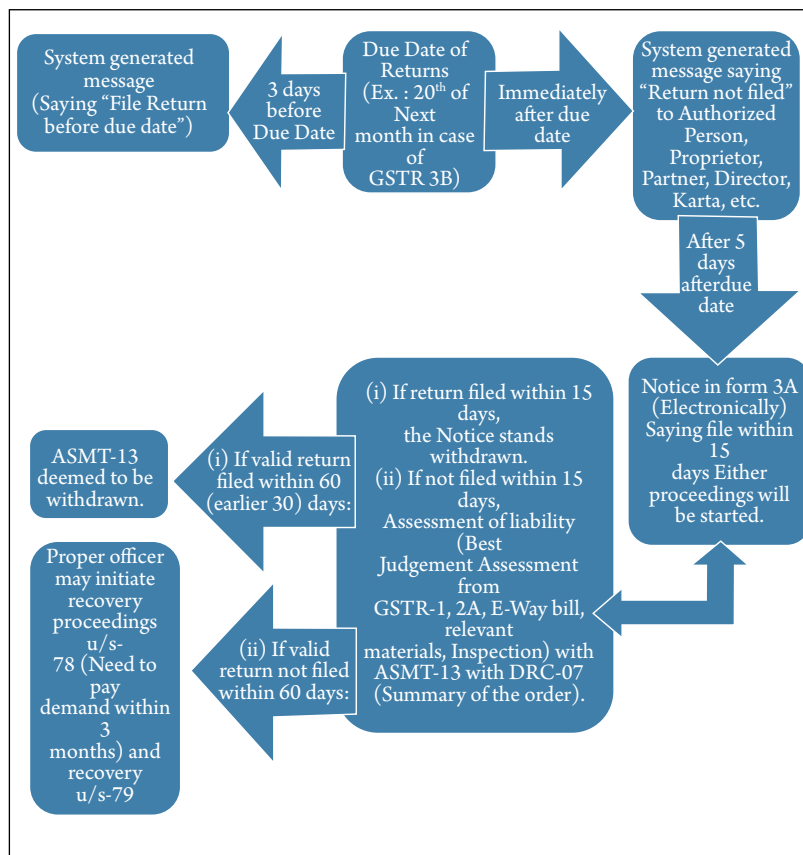 System generated
message
(Saying “File Return
before due date”)
3 days
before
Due Date
Due Date of
Returns
(Ex. : 20th of
Next
month in case
of
GSTR 3B)
Immediately
after due
date
System generated
message saying
“Return not filed”
to Authorized
Person,
Proprietor,
Partner, Director,
Karta, etc.
After 5
days
afterdue
date
Notice in form 3A
(Electronically)
Saying file within
15
days Either
proceedings will
be started.
(i) If return filed within 15
days,
the Notice stands
withdrawn.
(ii) If not filed within 15
days,
Assessment of liability
(Best
Judgement Assessment
from
GSTR-1, 2A, E-Way bill,
relevant
materials, Inspection) with
ASMT-13 with DRC-07
(Summary of the order).
(i) If valid return
filed within 60
(earlier 30) days:
ASMT-13
deemed to be
withdrawn.
(ii) If valid
return not filed
within 60 days:
Proper officer
may initiate
recovery
proceedings
u/s-
78 (Need to
pay
demand within
3
months) and
recovery
u/s-79